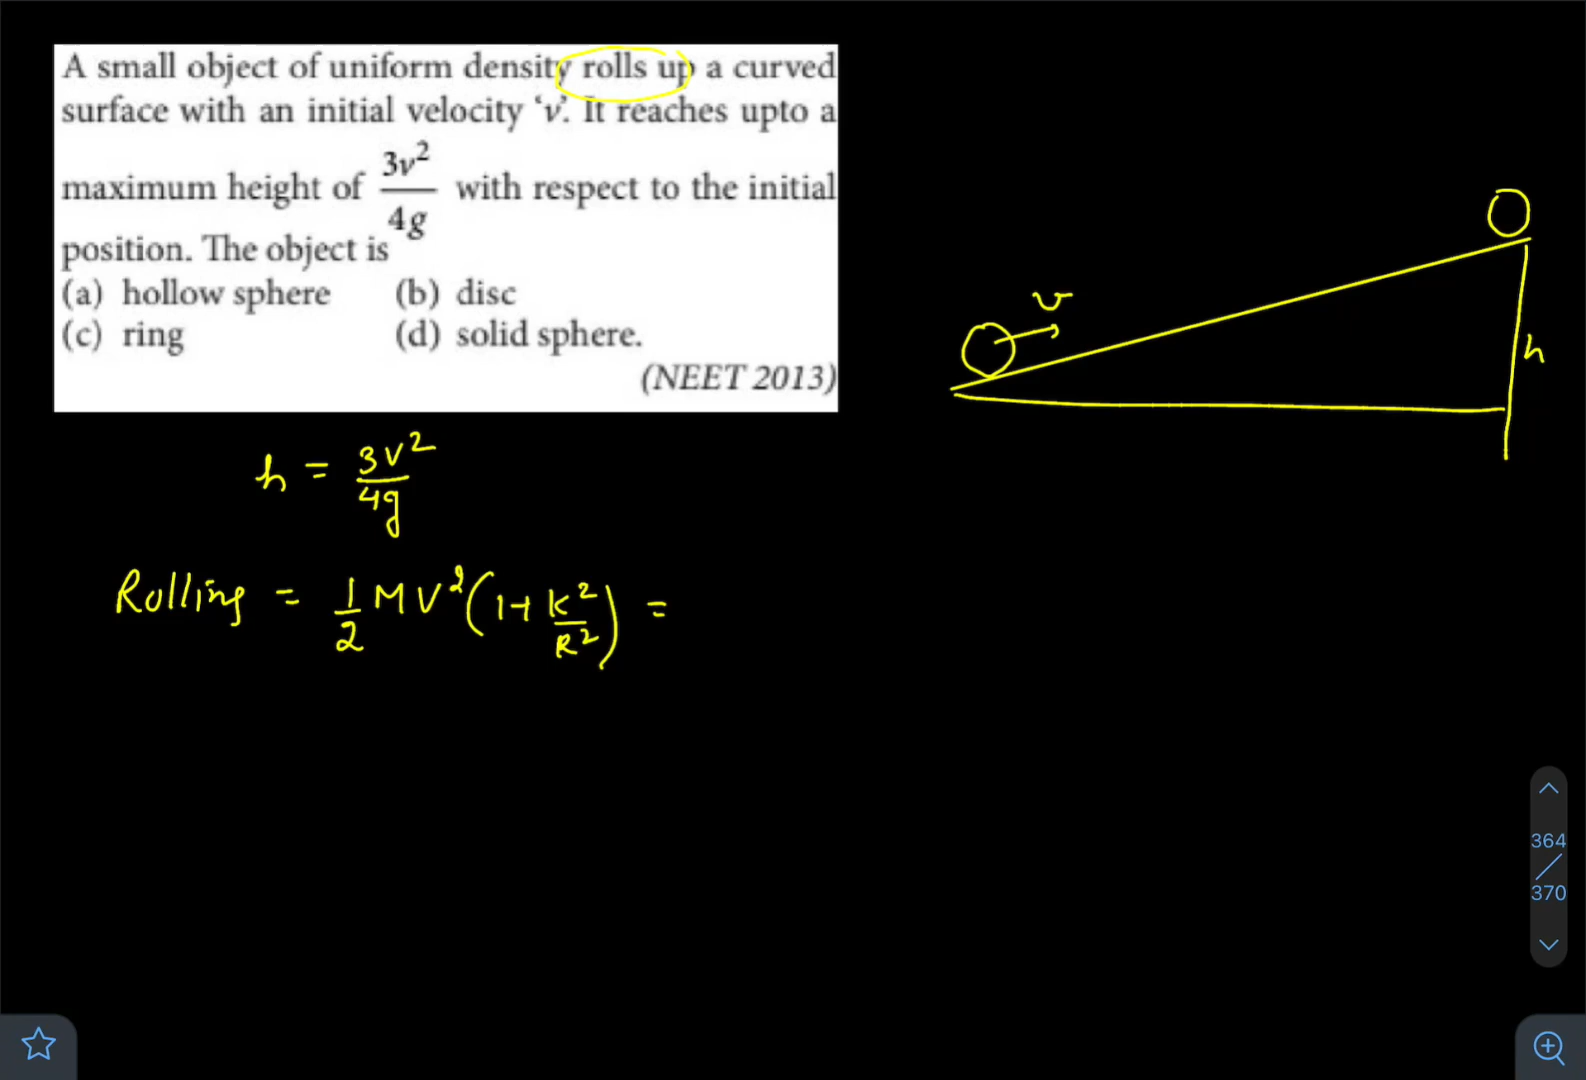 A small object of uniform density rolls up a curved
surface with an initial velocity ‘v’. It reaches upto a
maximum height of 3v²/4g with respect to the initial
position. The object is
(a) hollow sphere (b) disc
(c) ring (d) solid sphere.
(NEET 2013)
v
h
h = 3v²/4g
Rolling = 1/2 MV²(1+K²/R²) =
364
/
370